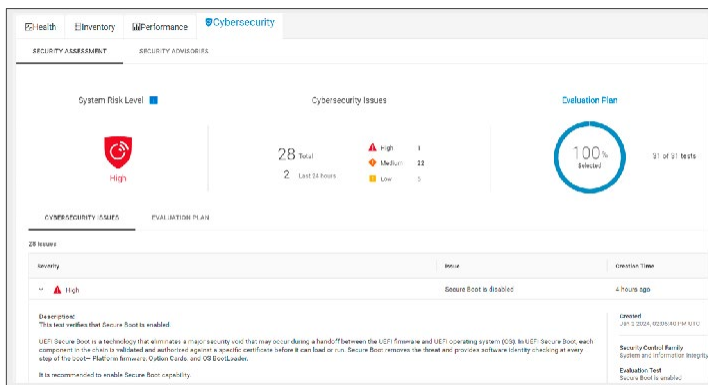 Health Inventory Performance Cybersecurity
SECURITY ASSESSMENT SECURITY ADVISORIES
System Risk Level Cybersecurity Issues Evaluation Plan
High
28 Total
2 Last 24 hours
High 1
Medium 22
Low 5
100%
Selected
31 of 31 tests
CYBERSECURITY ISSUES EVALUATION PLAN
28 Issues
Severity Issue Creation Time
High Secure Boot is disabled 4 hours ago
Description:
This test verifies that Secure Boot is enabled.
UEFI Secure Boot is a technology that eliminates a major security void that may occur during a handoff between the UEFI firmware and UEFI operating system (OS). In UEFI Secure Boot, each
component in the chain is validated and authorized against a specific certificate before it can load or run. Secure Boot removes the threat and provides software identity checking at every
step of the boot— Platform firmware, Option Cards, and OS BootLoader.
It is recommended to enable Secure Boot capability.
Created
2, 2024, PM UTC
Security Control Family
System and Information Integrity
Evaluation Test
Secure Boot is enabled